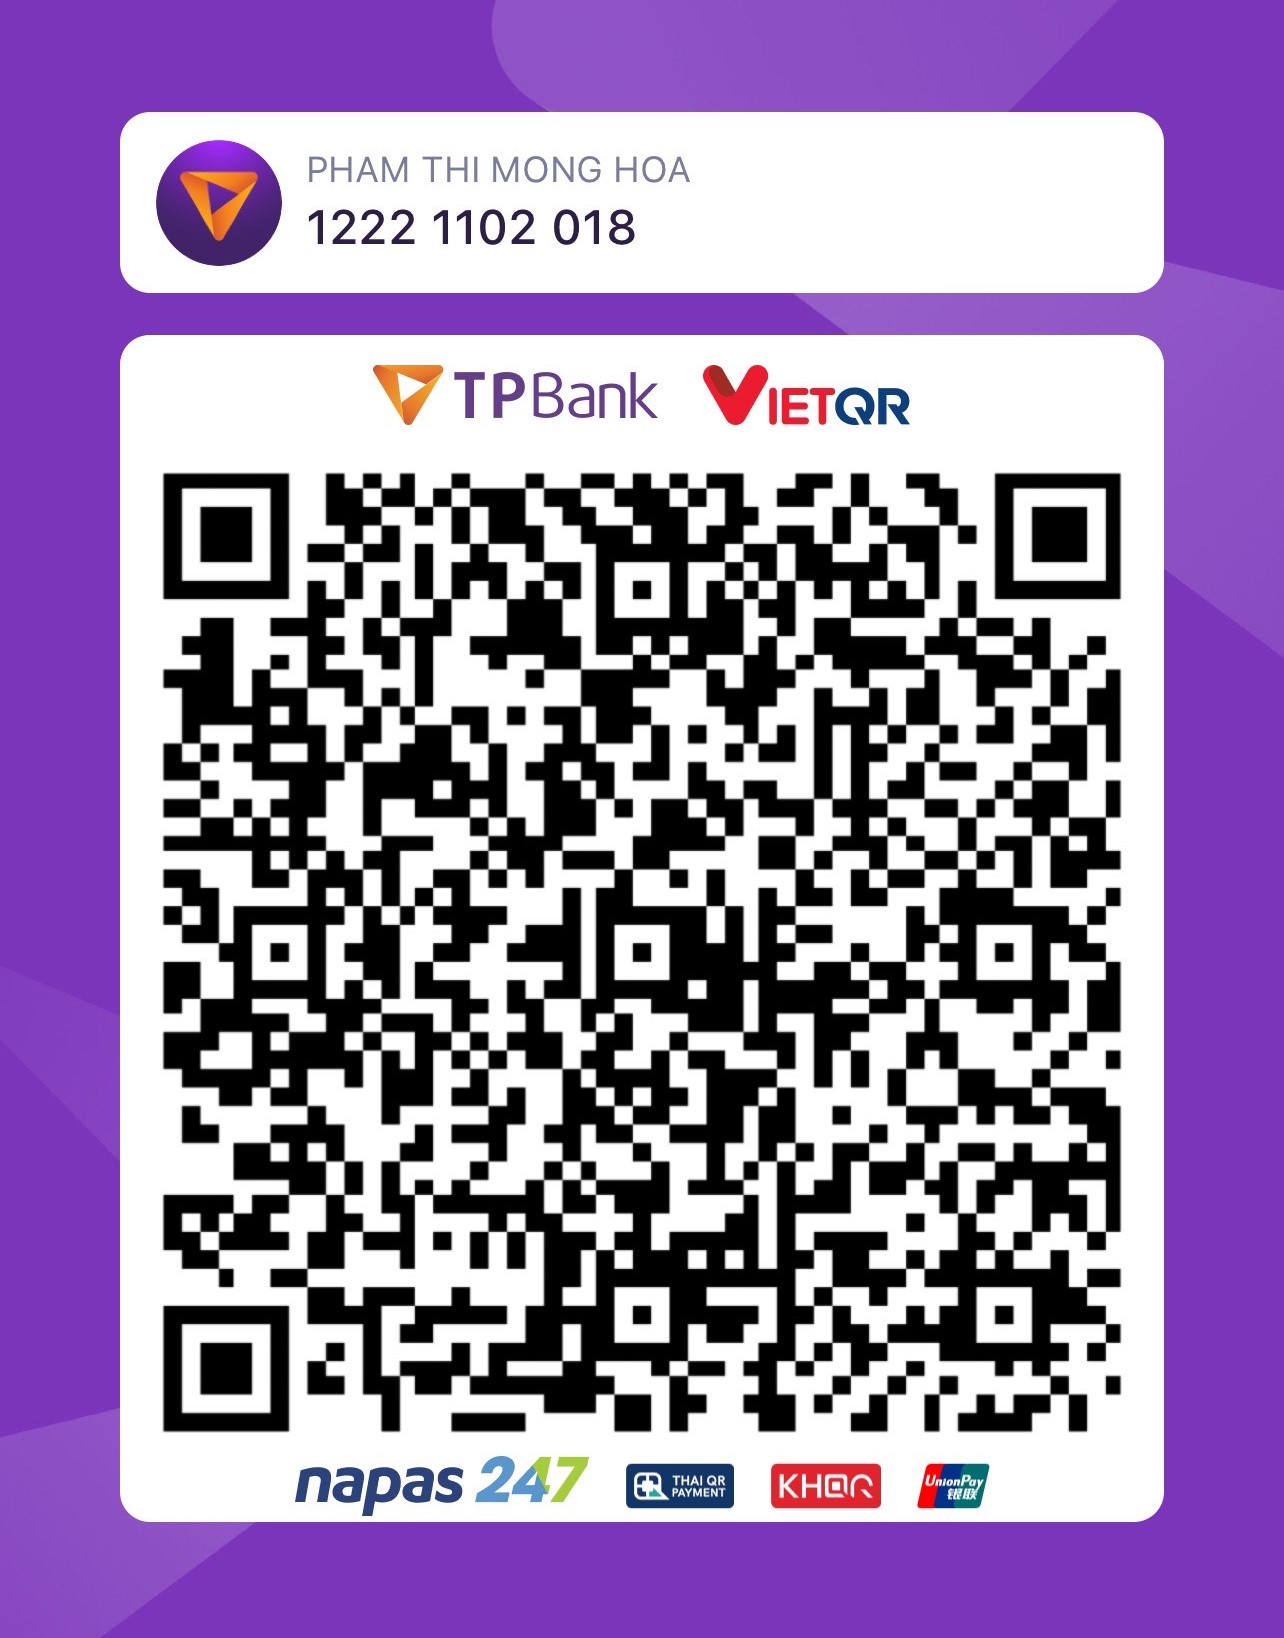 PHAM THI MONG HOA
1222 1102 018
TPBank VIETQR
napas 247 THAI QR PAYMENT KHQR UnionPay 银联